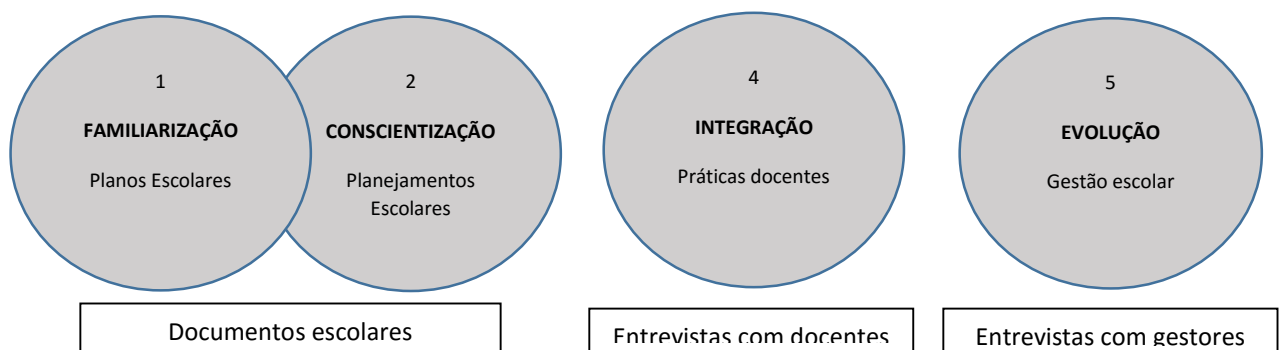 1
FAMILIARIZAÇÃO
Planos Escolares
2
CONSCIENTIZAÇÃO
Planejamentos
Escolares
4
INTEGRAÇÃO
Práticas docentes
5
EVOLUÇÃO
Gestão escolar
Documentos escolares
Entrevistas com docentes
Entrevistas com gestores